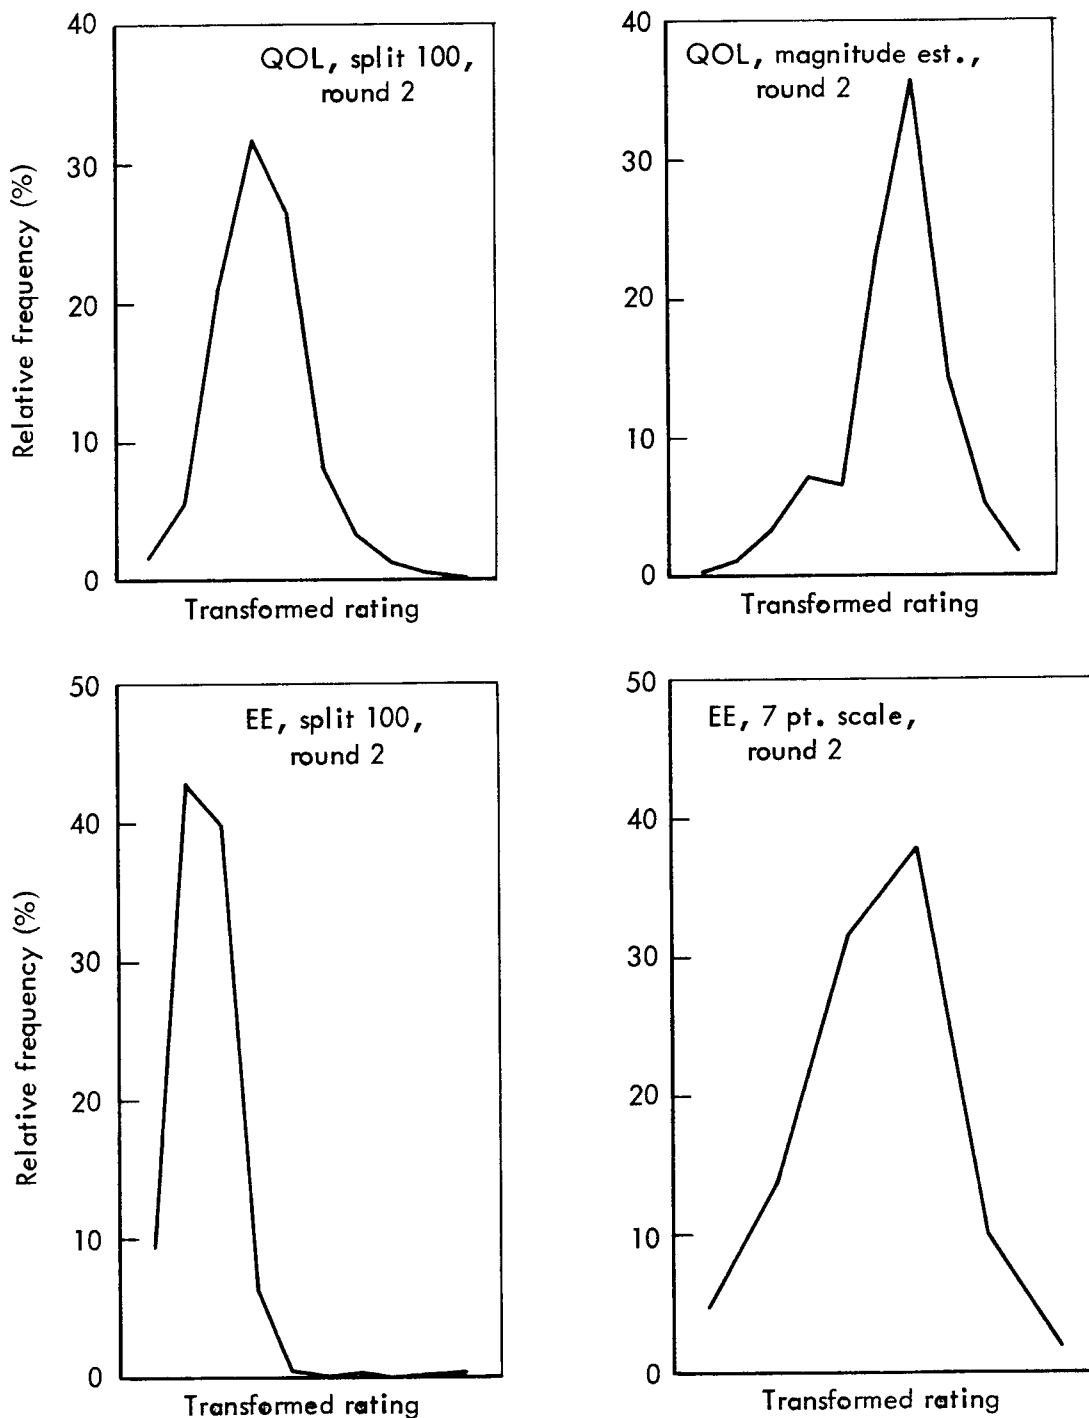 40
30
20
10
0
Relative frequency (%)
QOL, split 100,
round 2
Transformed rating
40
30
20
10
0
QOL, magnitude est.,
round 2
Transformed rating
50
40
30
20
10
0
Relative frequency (%)
EE, split 100,
round 2
Transformed rating
50
40
30
20
10
0
EE, 7 pt. scale,
round 2
Transformed rating